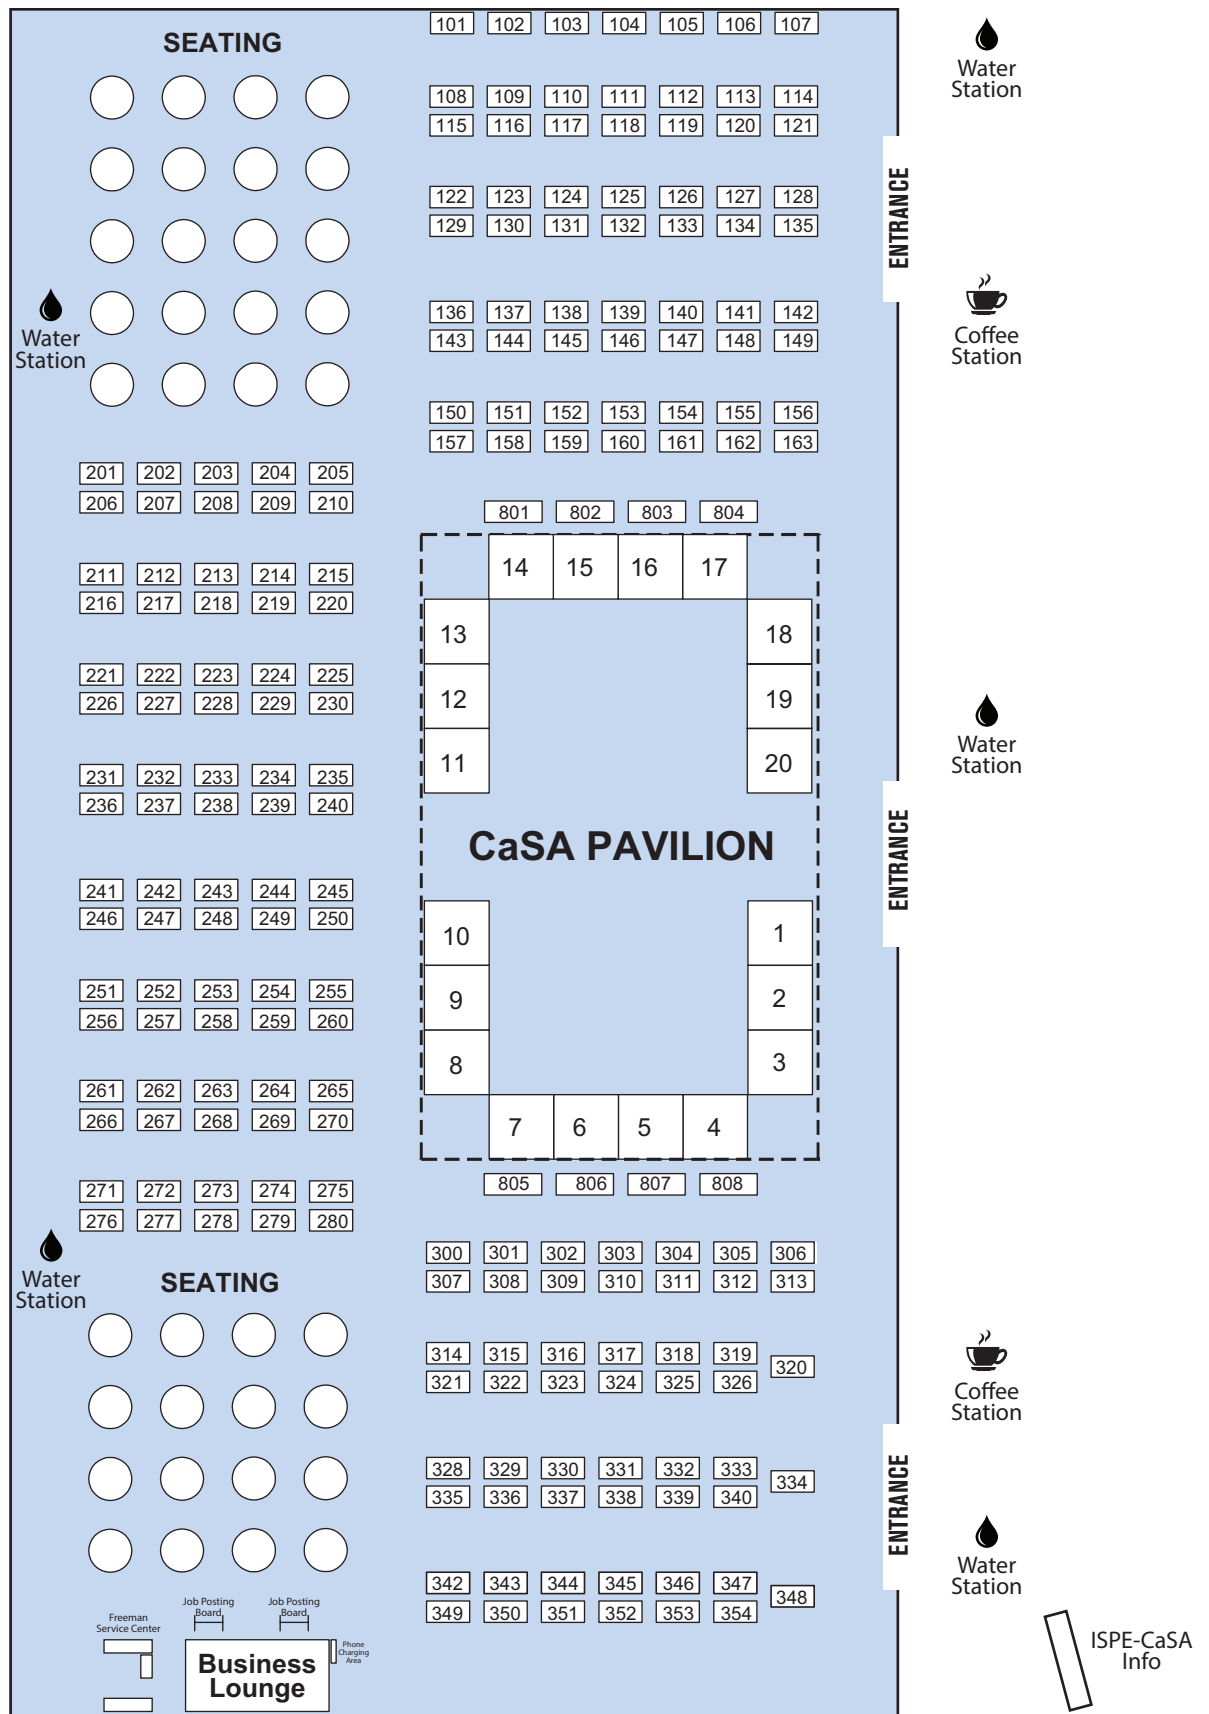 SEATING
101 102 103 104 105 106 107
108 109 110 111 112 113 114
115 116 117 118 119 120 121
122 123 124 125 126 127 128
129 130 131 132 133 134 135
136 137 138 139 140 141 142
143 144 145 146 147 148 149
150 151 152 153 154 155 156
157 158 159 160 161 162 163
Water
Station
201 202 203 204 205
206 207 208 209 210
211 212 213 214 215
216 217 218 219 220
221 222 223 224 225
226 227 228 229 230
231 232 233 234 235
236 237 238 239 240
241 242 243 244 245
246 247 248 249 250
251 252 253 254 255
256 257 258 259 260
261 262 263 264 265
266 267 268 269 270
271 272 273 274 275
276 277 278 279 280
801 802 803 804
14 15 16 17
13 18
12 19
11 20
CaSA PAVILION
10 1
9 2
8 3
7 6 5 4
805 806 807 808
Water
Station
SEATING
300 301 302 303 304 305 306
307 308 309 310 311 312 313
314 315 316 317 318 319
320
321 322 323 324 325 326
328 329 330 331 332 333
334
335 336 337 338 339 340
342 343 344 345 346 347
348
349 350 351 352 353 354
Freeman
Service Center
Job Posting
Board
Job Posting
Board
Business
Lounge
Phone
Charging
Area
ENTRANCE
ENTRANCE
ENTRANCE
Water
Station
Coffee
Station
Water
Station
Coffee
Station
Water
Station
ISPE-CaSA
Info